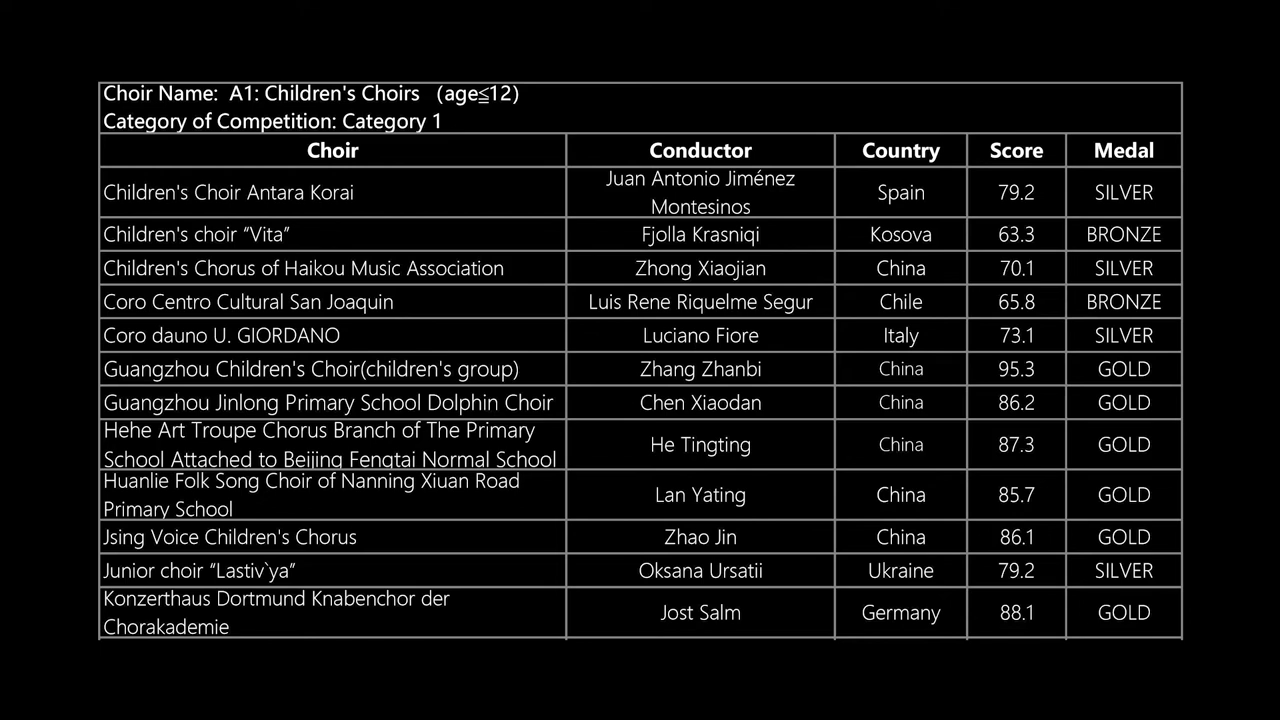 Choir Name:  A1: Children's Choirs   (age≦12)
Category of Competition: Category 1
Choir Conductor Country Score Medal
Children's Choir Antara Korai Juan Antonio Jiménez Montesinos Spain 79.2 SILVER
Children's choir “Vita” Fjolla Krasniqi Kosova 63.3 BRONZE
Children's Chorus of Haikou Music Association Zhong Xiaojian China 70.1 SILVER
Coro Centro Cultural San Joaquin Luis Rene Riquelme Segur Chile 65.8 BRONZE
Coro dauno U. GIORDANO Luciano Fiore Italy 73.1 SILVER
Guangzhou Children's Choir(children's group) Zhang Zhanbi China 95.3 GOLD
Guangzhou Jinlong Primary School Dolphin Choir Chen Xiaodan China 86.2 GOLD
Hehe Art Troupe Chorus Branch of The Primary
School Attached to Beijing Fengtai Normal School He Tingting China 87.3 GOLD
Huanlie Folk Song Choir of Nanning Xiuan Road
Primary School Lan Yating China 85.7 GOLD
Jsing Voice Children's Chorus Zhao Jin China 86.1 GOLD
Junior choir “Lastiv`ya” Oksana Ursatii Ukraine 79.2 SILVER
Konzerthaus Dortmund Knabenchor der
Chorakademie Jost Salm Germany 88.1 GOLD